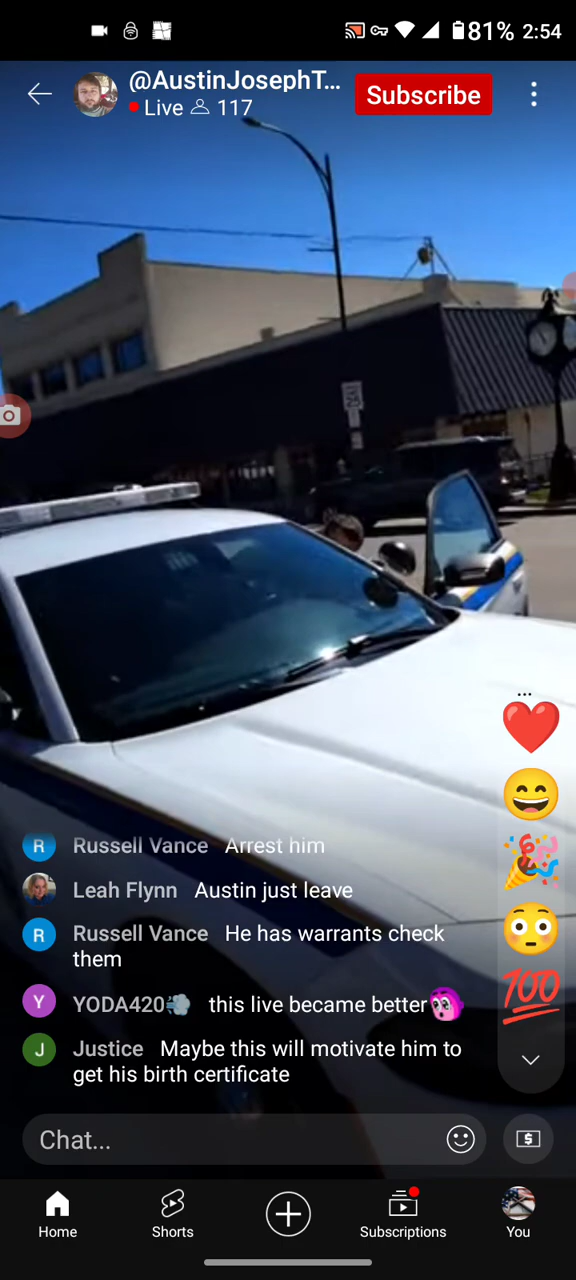 81% 2:54
@AustinJosephT...
Live 117
Subscribe
Russell Vance Arrest him
Leah Flynn Austin just leave
R Russell Vance He has warrants check
them
Y YODA420 this live became better
J Justice Maybe this will motivate him to
get his birth certificate
100
Chat...
$
Home
Shorts
Subscriptions
You